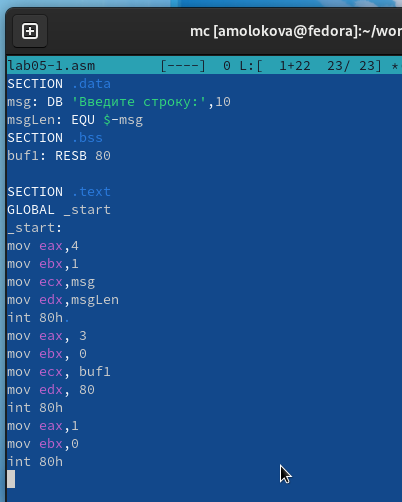 mc [amolokova@fedora]:~/wor
lab05-1.asm [----] 0 L:[ 1+22 23/ 23] *
SECTION .data
msg: DB 'Введите строку:',10
msgLen: EQU $-msg
SECTION .bss
buf1: RESB 80
SECTION .text
GLOBAL _start
_start:
mov eax,4
mov ebx,1
mov ecx,msg
mov edx,msgLen
int 80h
mov eax, 3
mov ebx, 0
mov ecx, buf1
mov edx, 80
int 80h
mov eax,1
mov ebx,0
int 80h